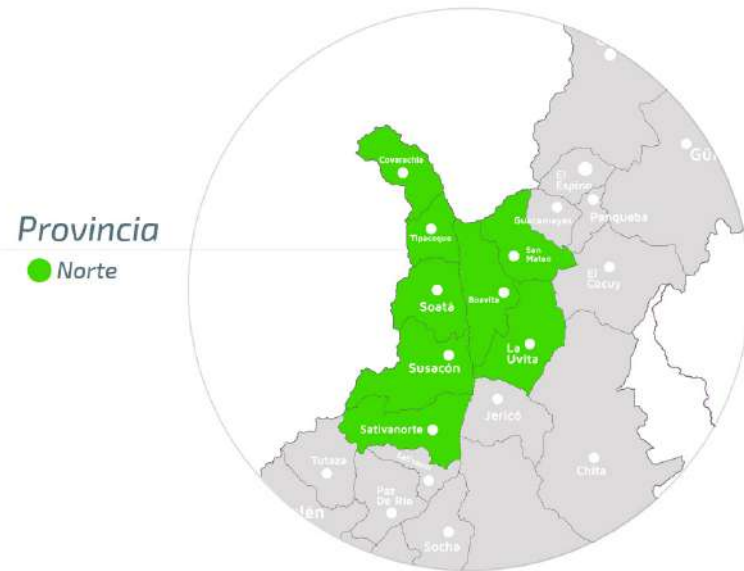 Provincia
Norte
Covarachía
Tipacoque
Soatá
Susacón
Sativanorte
Boavita
San
Mateo
La
Uvita
El
Espino
Guacamayas
Panqueba
El
Cocuy
Jericó
Chita
Tutaza
Paz
De Río
Socha